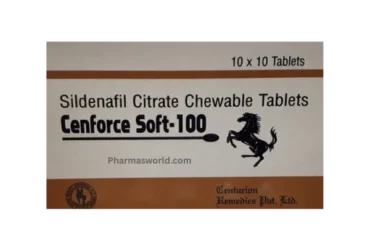 10 x 10 Tablets
Sildenafil Citrate Chewable Tablets
Cenforce Soft-100
Pharmasworld.com
Centurion
Remedies Pvt. Ltd.